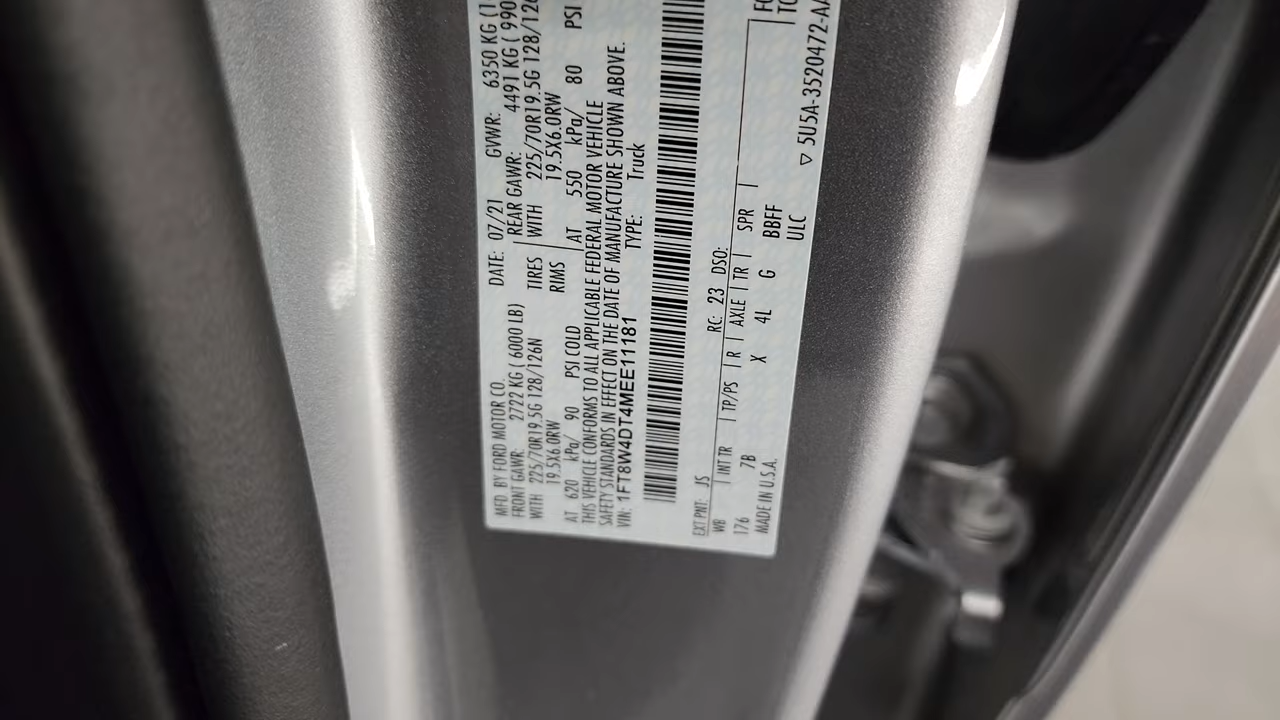 MFD. BY FORD MOTOR CO.
DATE: 07/21 GVWR: 6350 KG (1
FRONT GAWR: 2722 KG ( 6000 LB)
REAR GAWR: 4491 KG ( 990
WITH 225/70R19.5G 128/126N
TIRES WITH 225/70R19.5G 128/126
19.5X6.0RW
RIMS 19.5X6.0RW
AT 620 kPa/ 90 PSI COLD
AT 550 kPa/ 80 PSI
THIS VEHICLE CONFORMS TO ALL APPLICABLE FEDERAL MOTOR VEHICLE
SAFETY STANDARDS IN EFFECT ON THE DATE OF MANUFACTURE SHOWN ABOVE.
VIN: 1FT8W4DT4MEE11181
TYPE: Truck
EXT PNT: JS RC: 23 DSO:
WB INT TR TP/PS R AXLE TR SPR
176 7B X 4L G BBFF
MADE IN U.S.A. ULC
▽ 5U5A-3520472-A